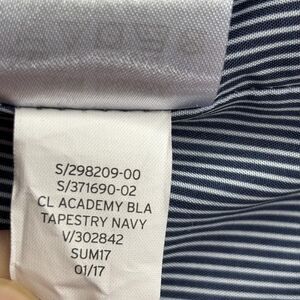 S/298209-00
S/371690-02
CL ACADEMY BLA
TAPESTRY NAVY
V/302842
SUM17
01/17